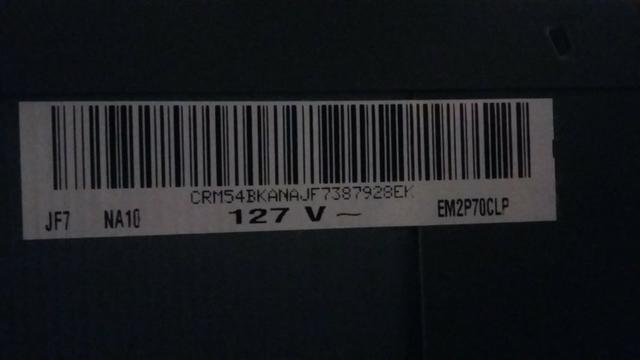 CRM54BKANAJF7387928EK
JF7 NA10 127 V ~ EM2P70CLP